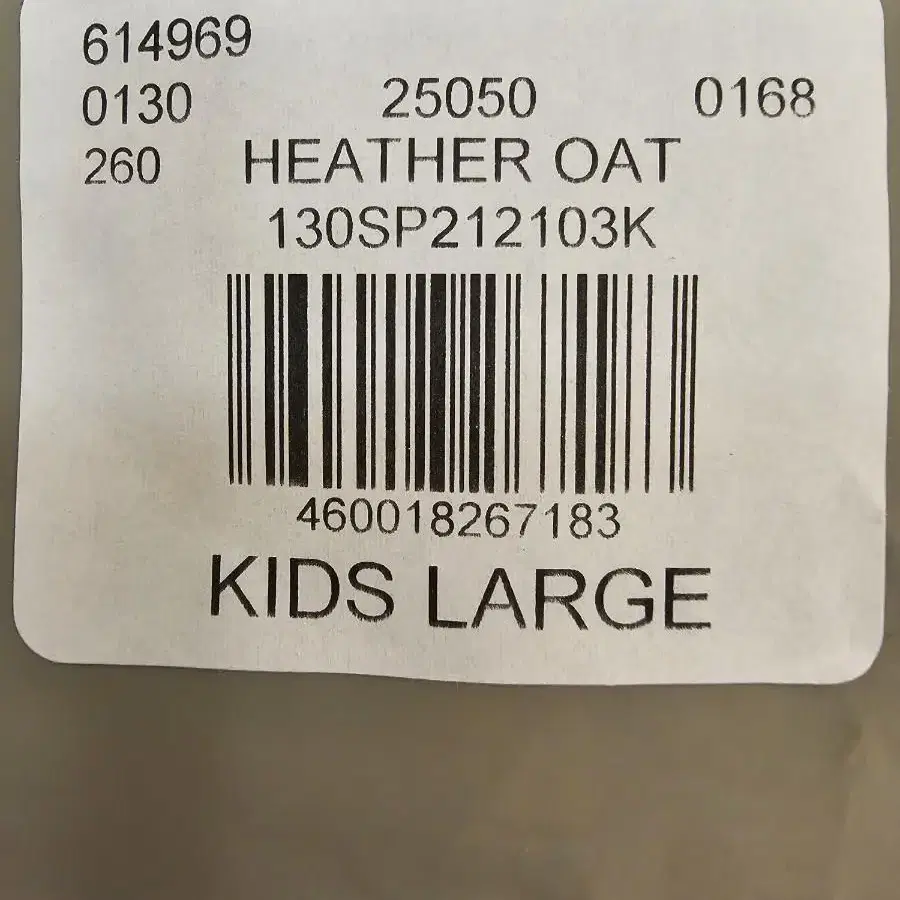 614969
0130 25050 0168
260 HEATHER OAT
130SP212103K
460018267183
KIDS LARGE